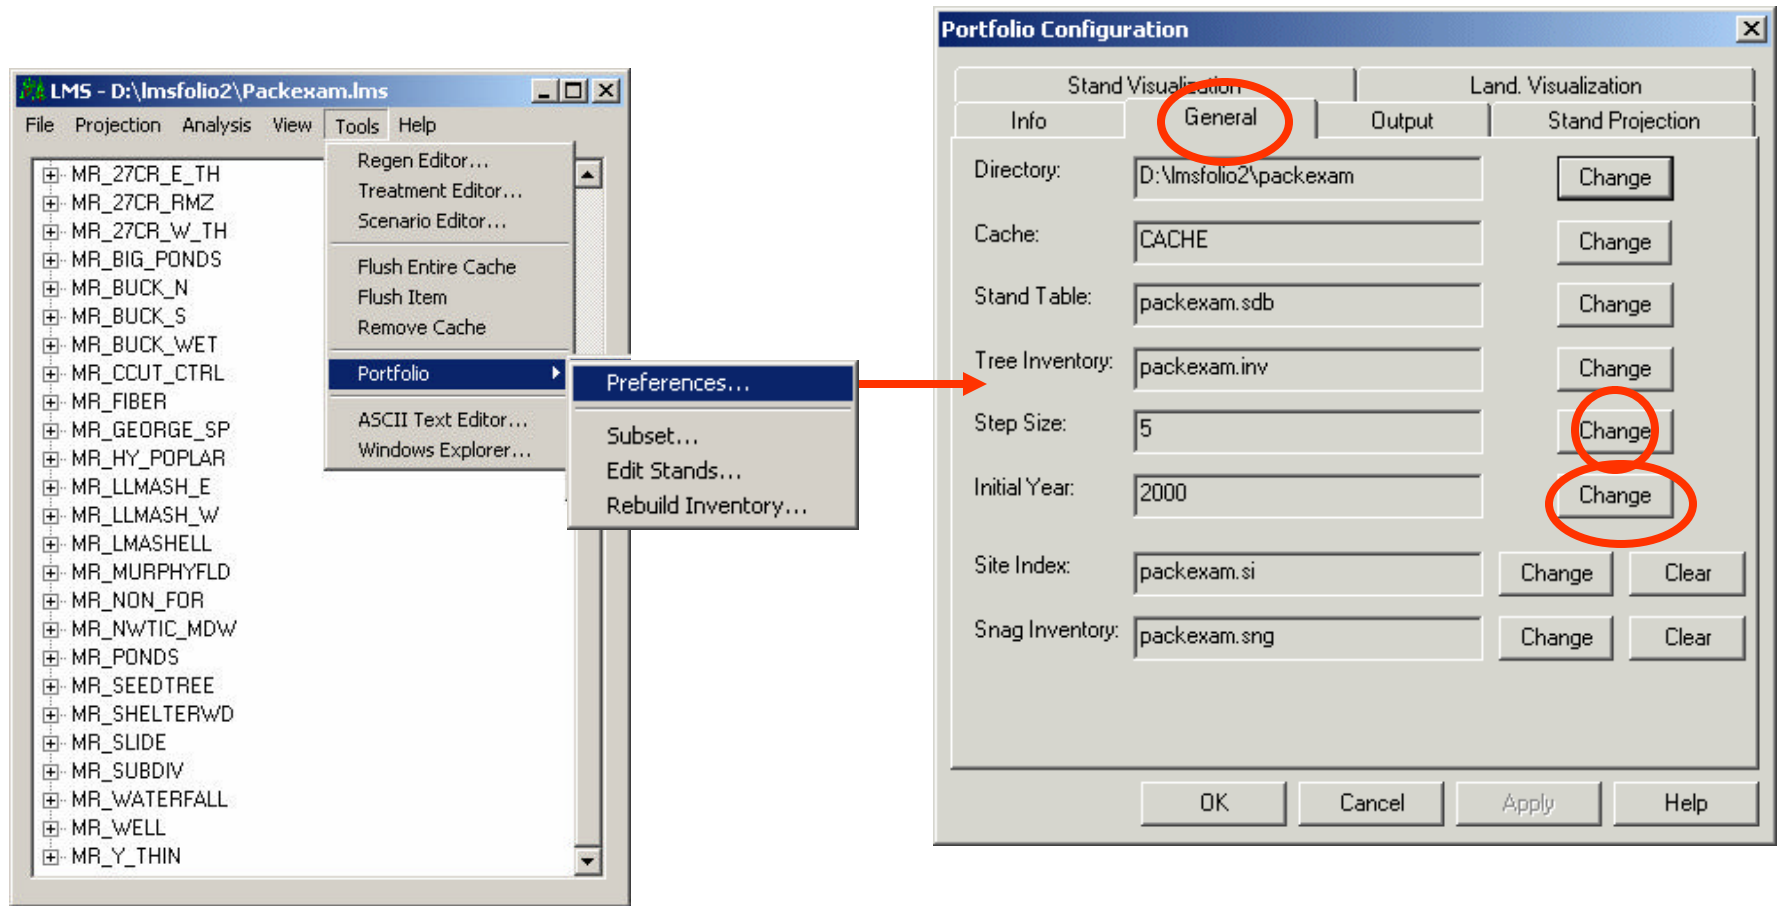 LMS - D:\lmsfolio2\Packexam.lms
File Projection Analysis View Tools Help
MR_27CR_E_TH
MR_27CR_RMZ
MR_27CR_W_TH
MR_BIG_PONDS
MR_BUCK_N
MR_BUCK_S
MR_BUCK_WET
MR_CCUT_CTRL
MR_FIBER
MR_GEORGE_SP
MR_HY_POPLAR
MR_LLMASH_E
MR_LLMASH_W
MR_LMASHELL
MR_MURPHYFLD
MR_NON_FOR
MR_NWTIC_MDW
MR_PONDS
MR_SEEDTREE
MR_SHELTERWD
MR_SLIDE
MR_SUBDIV
MR_WATERFALL
MR_WELL
MR_Y_THIN
Regen Editor...
Treatment Editor...
Scenario Editor...
Flush Entire Cache
Flush Item
Remove Cache
Portfolio
ASCII Text Editor...
Windows Explorer...
Preferences...
Subset...
Edit Stands...
Rebuild Inventory...
Portfolio Configuration
Stand Visualization Land. Visualization
Info General Output Stand Projection
Directory: D:\lmsfolio2\packexam Change
Cache: CACHE Change
Stand Table: packexam.sdb Change
Tree Inventory: packexam.inv Change
Step Size: 5 Change
Initial Year: 2000 Change
Site Index: packexam.si Change Clear
Snag Inventory: packexam.sng Change Clear
OK Cancel Apply Help